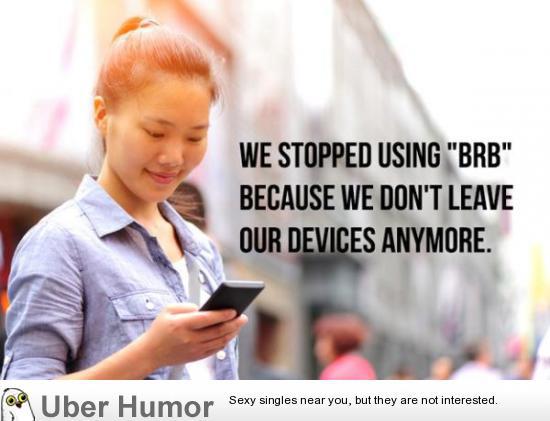 WE STOPPED USING "BRB"
BECAUSE WE DON'T LEAVE
OUR DEVICES ANYMORE.
Uber Humor
Sexy singles near you, but they are not interested.